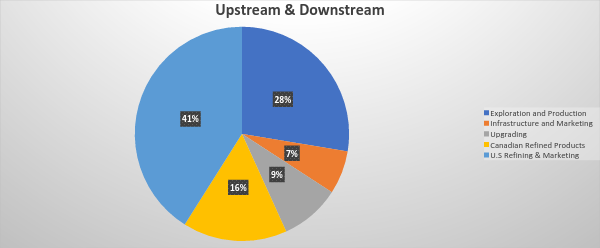 Upstream & Downstream
28%
7%
9%
16%
41%
Exploration and Production
Infrastructure and Marketing
Upgrading
Canadian Refined Products
U.S Refining & Marketing